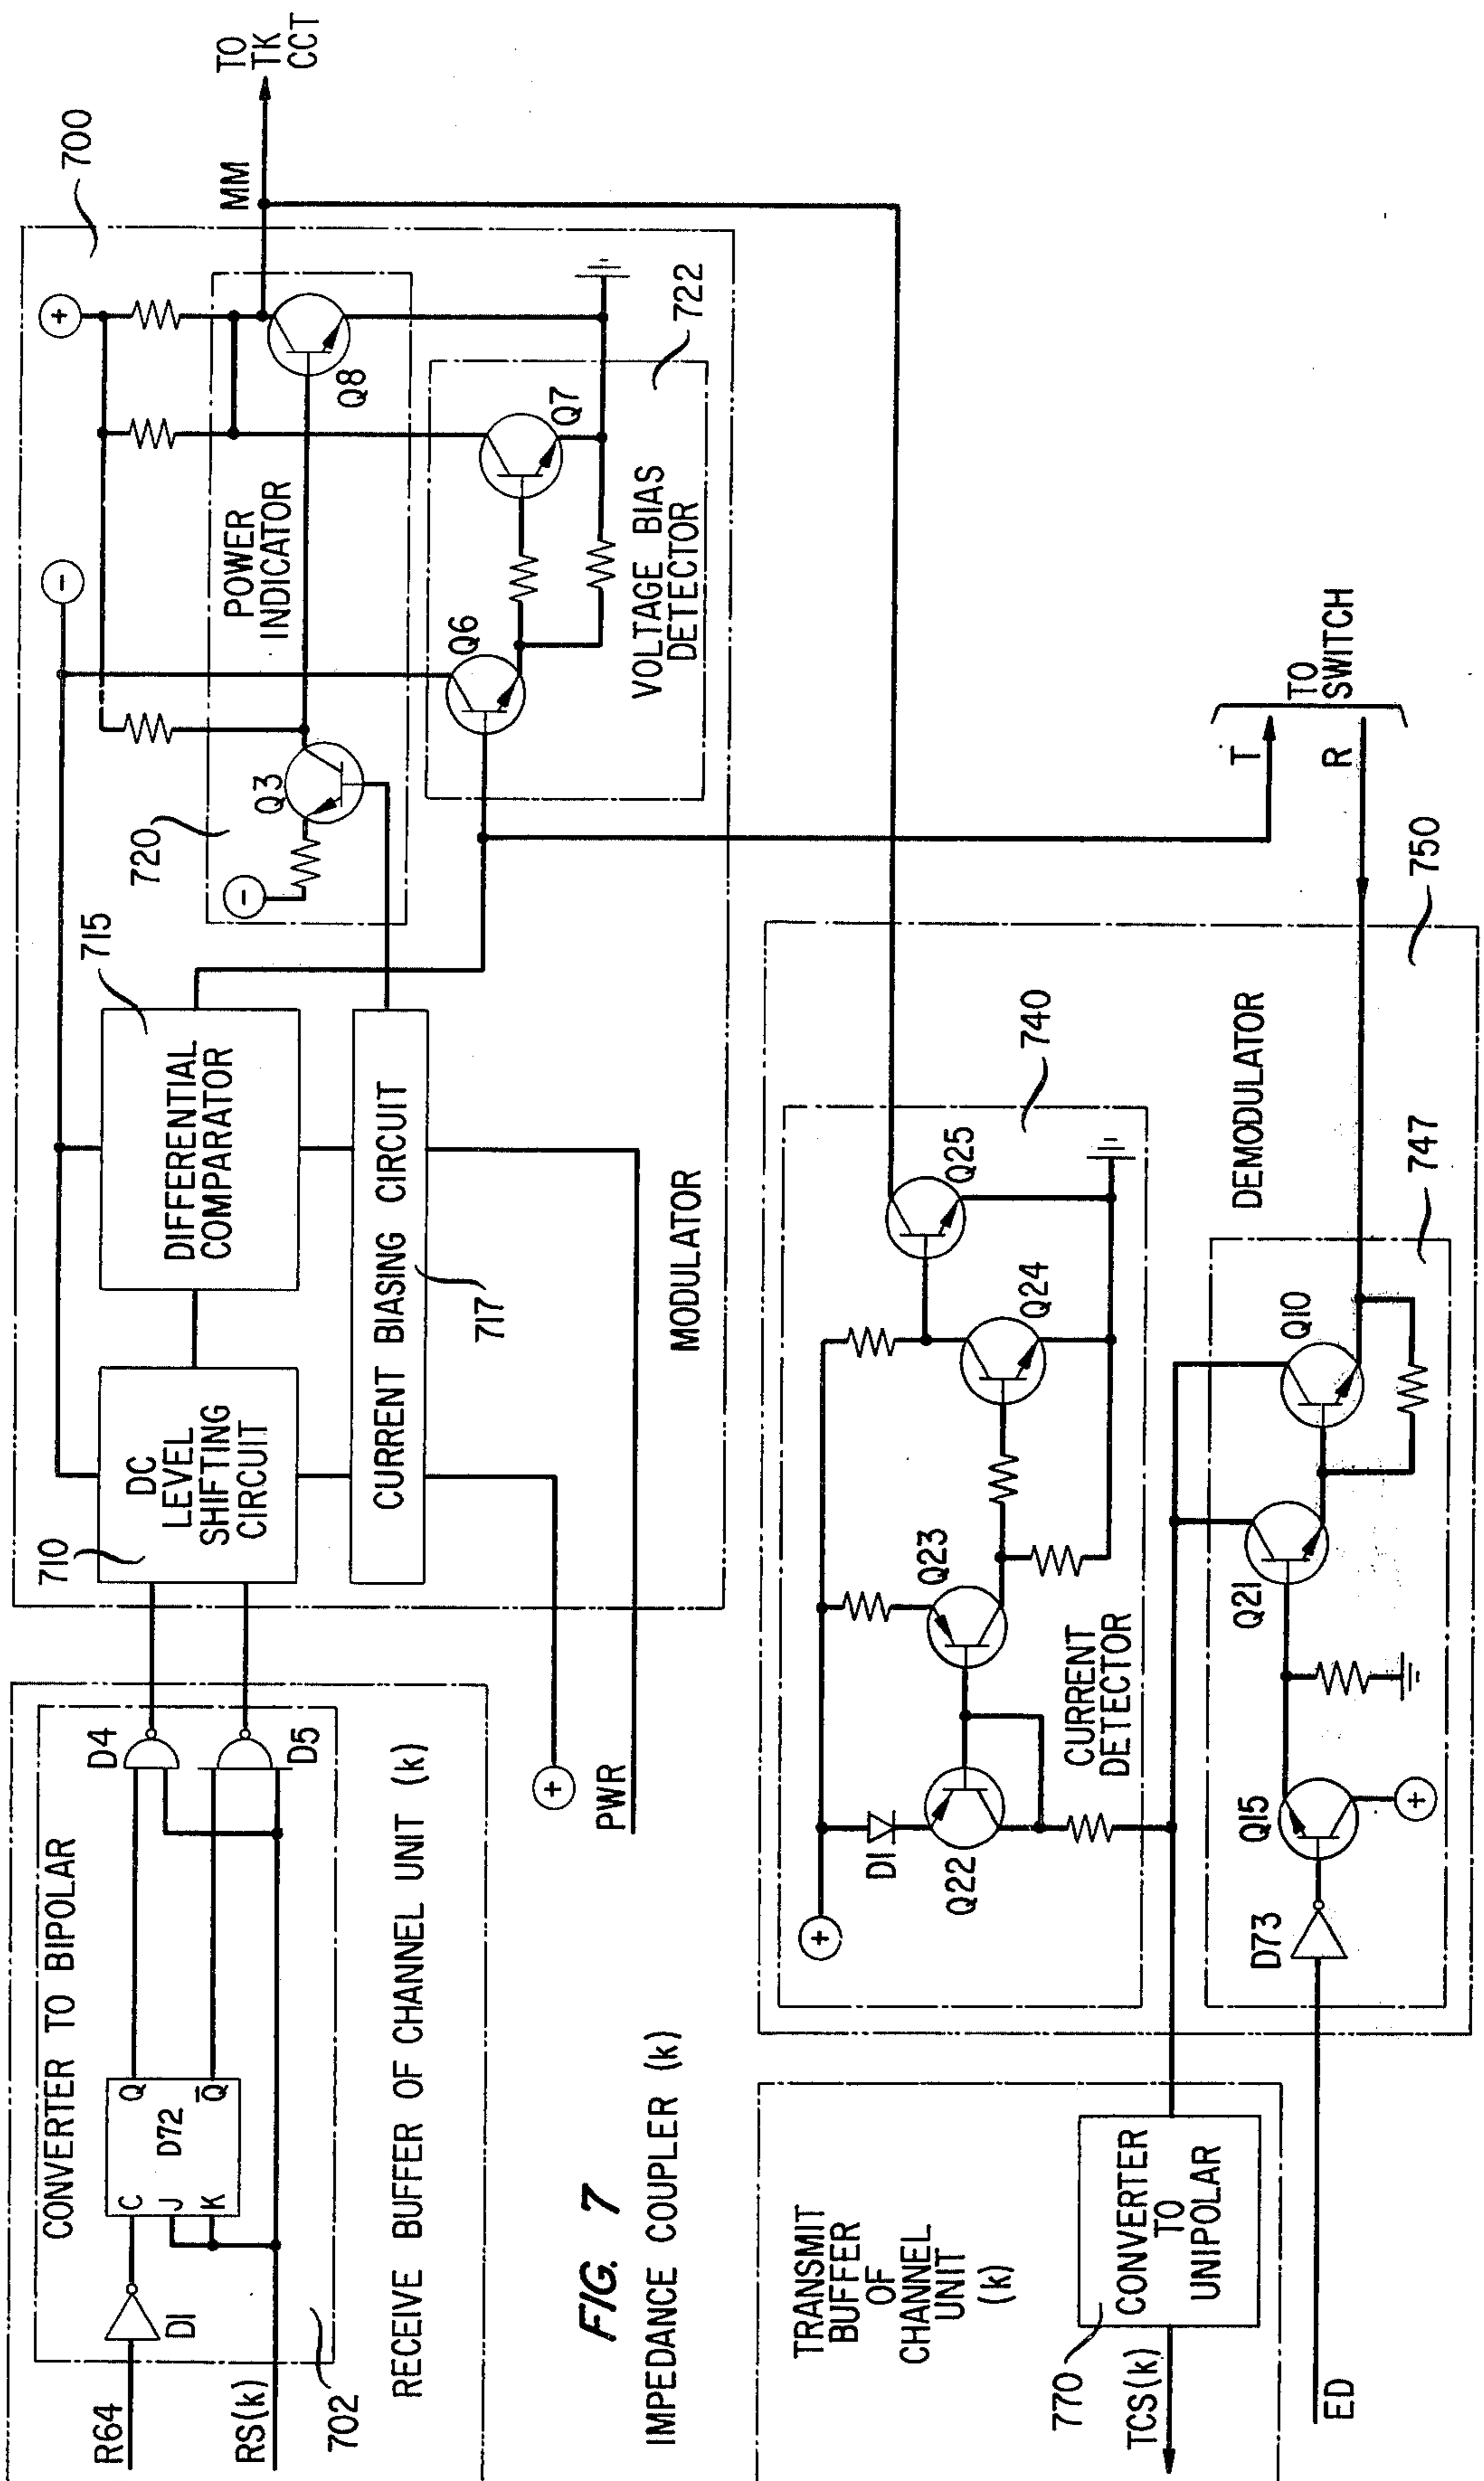 CONVERTER TO BIPOLAR
R64
D1
C
J
K
D72
Q
Q̅
D4
D5
RS(k)
702
RECEIVE BUFFER OF CHANNEL UNIT (k)
710
DC
LEVEL
SHIFTING
CIRCUIT
715
DIFFERENTIAL
COMPARATOR
CURRENT BIASING CIRCUIT
717
MODULATOR
+
PWR
-
+
720
-
Q3
POWER
INDICATOR
Q8
Q6
Q7
VOLTAGE BIAS
DETECTOR
722
700
MM
TO
TK
CCT
FIG. 7
IMPEDANCE COUPLER (k)
TRANSMIT
BUFFER
OF
CHANNEL
UNIT
(k)
770
CONVERTER
TO
UNIPOLAR
TCS(k)
ED
+
D1
Q22
Q23
Q24
Q25
CURRENT
DETECTOR
740
DEMODULATOR
750
747
D73
Q15
+
Q21
Q10
T
R
TO
SWITCH